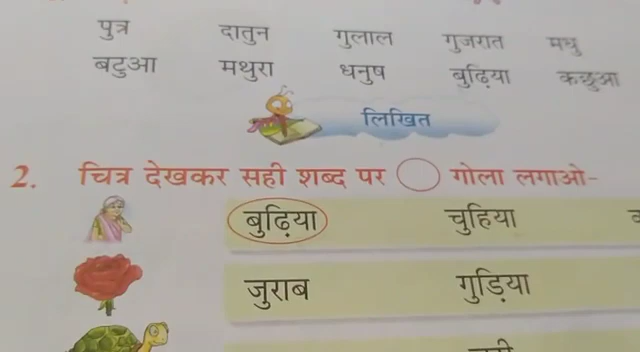 पुत्र दातुन गुलाल गुजरात मधु
बटुआ मथुरा धनुष बुढ़िया कछुआ
लिखित
2. चित्र देखकर सही शब्द पर गोला लगाओ-
बुढ़िया चुहिया
जुराब गुड़िया